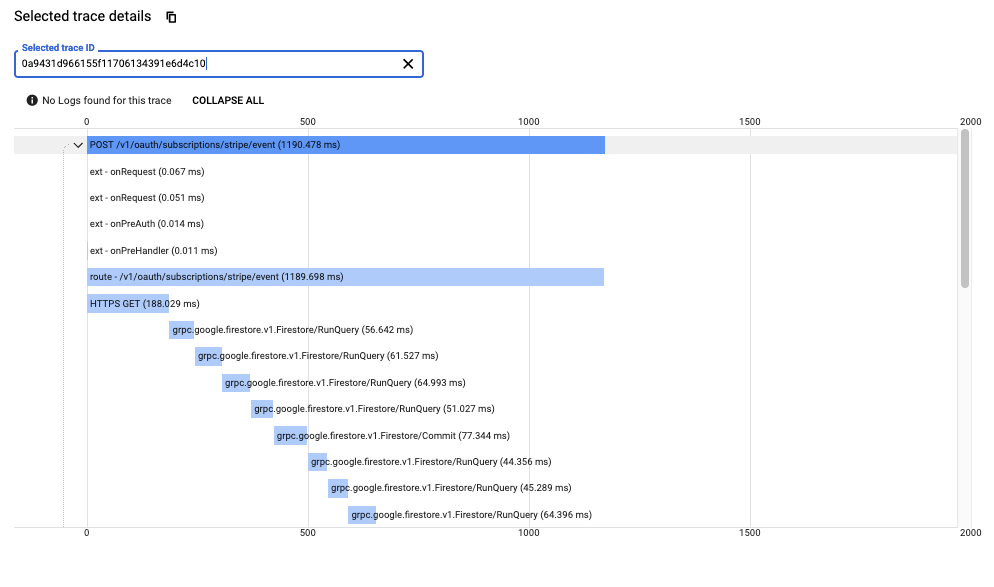 Selected trace details
Selected trace ID
0a9431d966155f11706134391e6d4c10
No Logs found for this trace COLLAPSE ALL
0 500 1000 1500 2000
POST /v1/oauth/subscriptions/stripe/event (1190.478 ms)
ext - onRequest (0.067 ms)
ext - onRequest (0.051 ms)
ext - onPreAuth (0.014 ms)
ext - onPreHandler (0.011 ms)
route - /v1/oauth/subscriptions/stripe/event (1189.698 ms)
HTTPS GET (188.029 ms)
grpc.google.firestore.v1.Firestore/RunQuery (56.642 ms)
grpc.google.firestore.v1.Firestore/RunQuery (61.527 ms)
grpc.google.firestore.v1.Firestore/RunQuery (64.993 ms)
grpc.google.firestore.v1.Firestore/RunQuery (51.027 ms)
grpc.google.firestore.v1.Firestore/Commit (77.344 ms)
grpc.google.firestore.v1.Firestore/RunQuery (44.356 ms)
grpc.google.firestore.v1.Firestore/RunQuery (45.289 ms)
grpc.google.firestore.v1.Firestore/RunQuery (64.396 ms)
0 500 1000 1500 2000